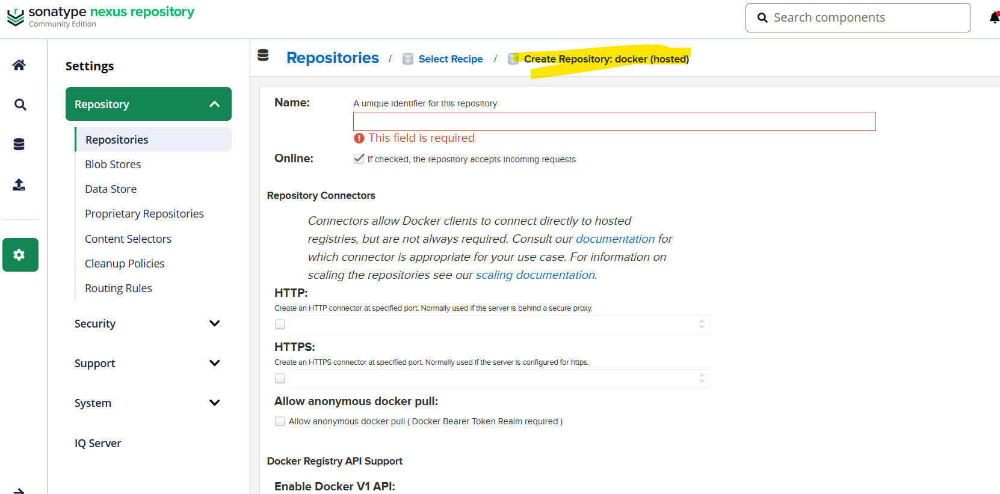 sonatype nexus repository
Community Edition
Search components
Settings
Repository
Repositories
Blob Stores
Data Store
Proprietary Repositories
Content Selectors
Cleanup Policies
Routing Rules
Security
Support
System
IQ Server
Repositories / Select Recipe / Create Repository: docker (hosted)
Name:
A unique identifier for this repository
This field is required
Online:
If checked, the repository accepts incoming requests
Repository Connectors
Connectors allow Docker clients to connect directly to hosted
registries, but are not always required. Consult our documentation for
which connector is appropriate for your use case. For information on
scaling the repositories see our scaling documentation.
HTTP:
Create an HTTP connector at specified port. Normally used if the server is behind a secure proxy.
HTTPS:
Create an HTTPS connector at specified port. Normally used if the server is configured for https.
Allow anonymous docker pull:
Allow anonymous docker pull ( Docker Bearer Token Realm required )
Docker Registry API Support
Enable Docker V1 API: